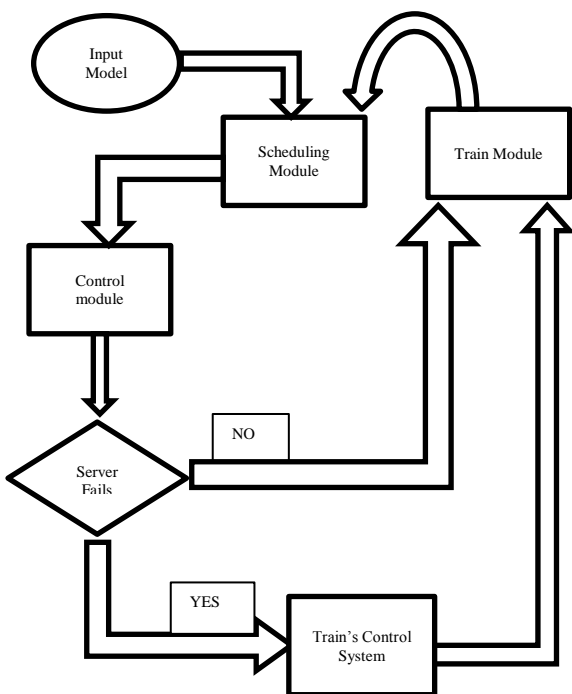 Input
Model
Scheduling
Module
Train Module
Control
module
NO
Server
Fails
YES
Train's Control
System